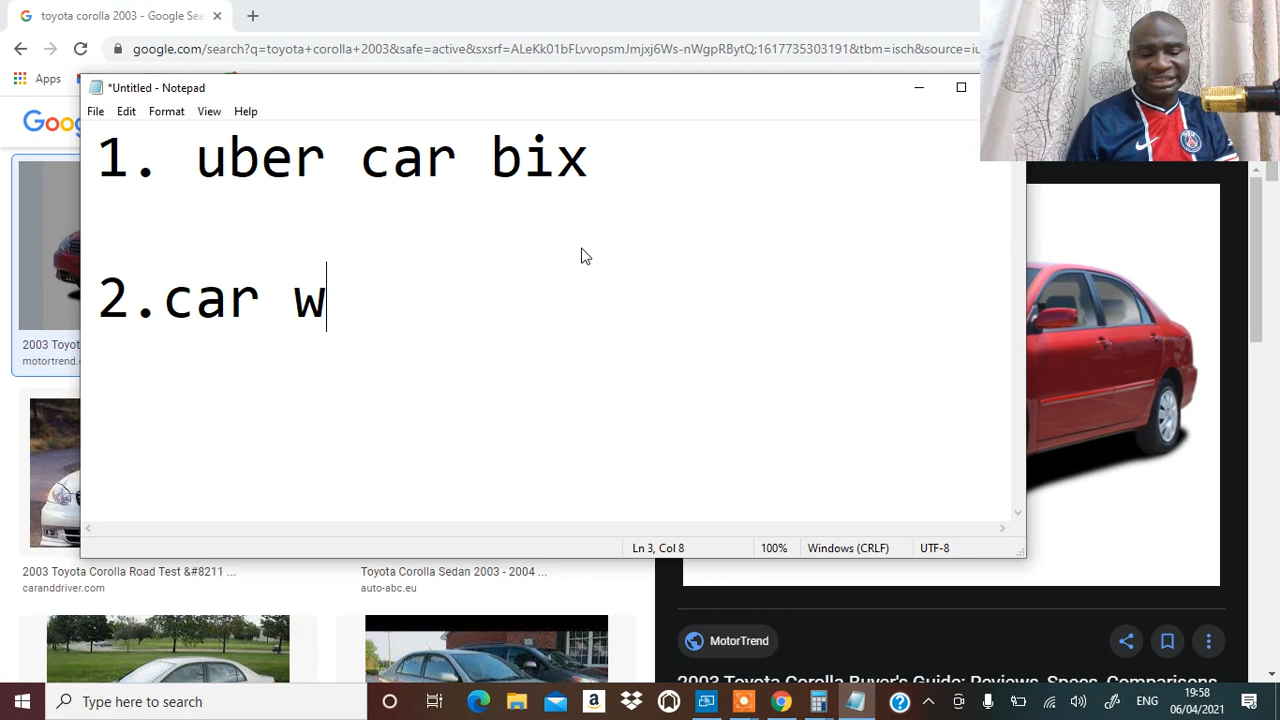 toyota corolla 2003 - Google Sea
google.com/search?q=toyota+corolla+2003&safe=active&sxsrf=ALeKk01bFLvvopsmJmjxj6Ws-nWgpRBytQ:1617735303191&tbm=isch&source=iu
Apps
*Untitled - Notepad
File Edit Format View Help
Goo
1. uber car bix
2.car w
2003 Toyo
motortrend.
Ln 3, Col 8 100% Windows (CRLF) UTF-8
2003 Toyota Corolla Road Test &#8211 ...
caranddriver.com
Toyota Corolla Sedan 2003 - 2004 ...
auto-abc.eu
MotorTrend
2003 Toyota Corolla Buyer's Guide: Reviews, Specs, Comparisons
Type here to search
ENG
19:58
06/04/2021